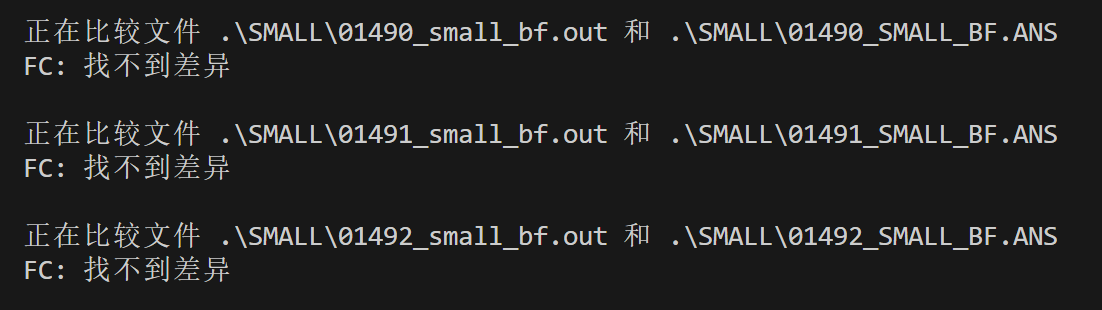 正在比较文件 .\SMALL\01490_small_bf.out 和 .\SMALL\01490_SMALL_BF.ANS
FC: 找不到差异
正在比较文件 .\SMALL\01491_small_bf.out 和 .\SMALL\01491_SMALL_BF.ANS
FC: 找不到差异
正在比较文件 .\SMALL\01492_small_bf.out 和 .\SMALL\01492_SMALL_BF.ANS
FC: 找不到差异